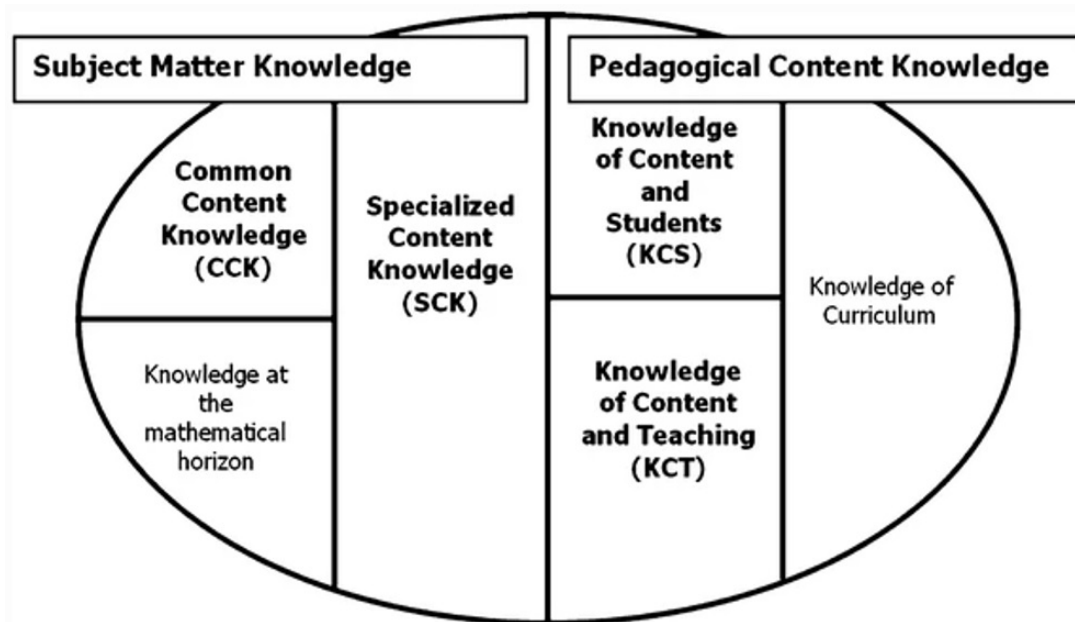 Subject Matter Knowledge
Pedagogical Content Knowledge
Common
Content
Knowledge
(CCK)
Specialized
Content
Knowledge
(SCK)
Knowledge
of Content
and
Students
(KCS)
Knowledge of
Curriculum
Knowledge at
the
mathematical
horizon
Knowledge
of Content
and Teaching
(KCT)